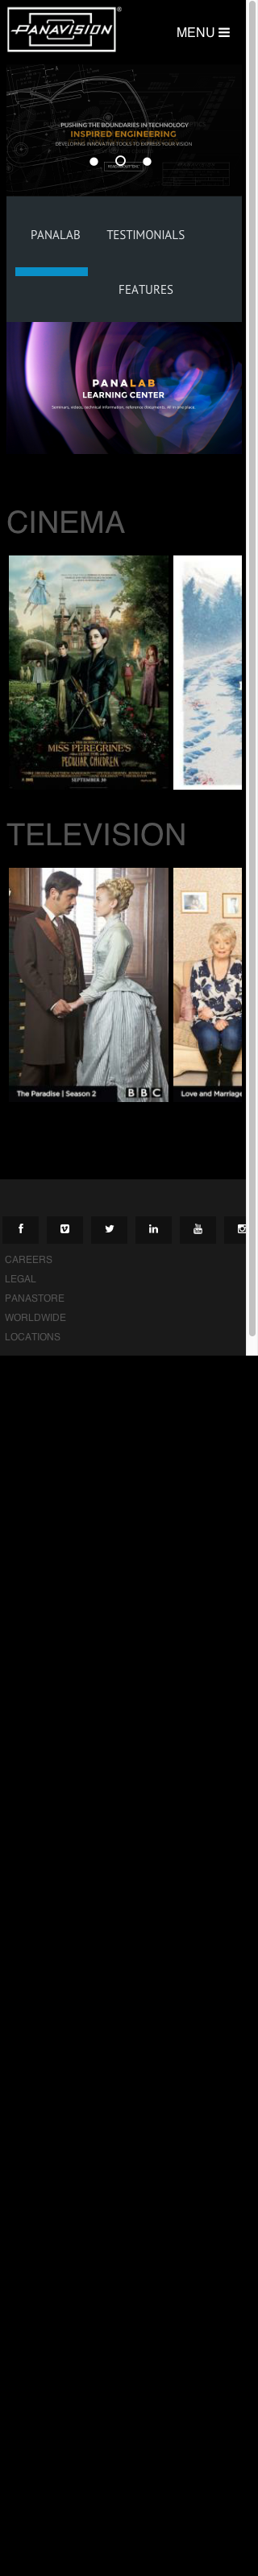 PANAVISION®
MENU
PUSHING THE BOUNDARIES IN TECHNOLOGY
INSPIRED ENGINEERING
DEVELOPING INNOVATIVE TOOLS TO EXPRESS YOUR VISION
PANALAB
TESTIMONIALS
FEATURES
PANALAB
LEARNING CENTER
Seminars, videos, technical information, reference documents. All in one place.
CINEMA
MISS PEREGRINE'S
PECULIAR CHILDREN
SEPTEMBER 30
TELEVISION
The Paradise | Season 2
BBC
Love and Marriage
CAREERS
LEGAL
PANASTORE
WORLDWIDE
LOCATIONS